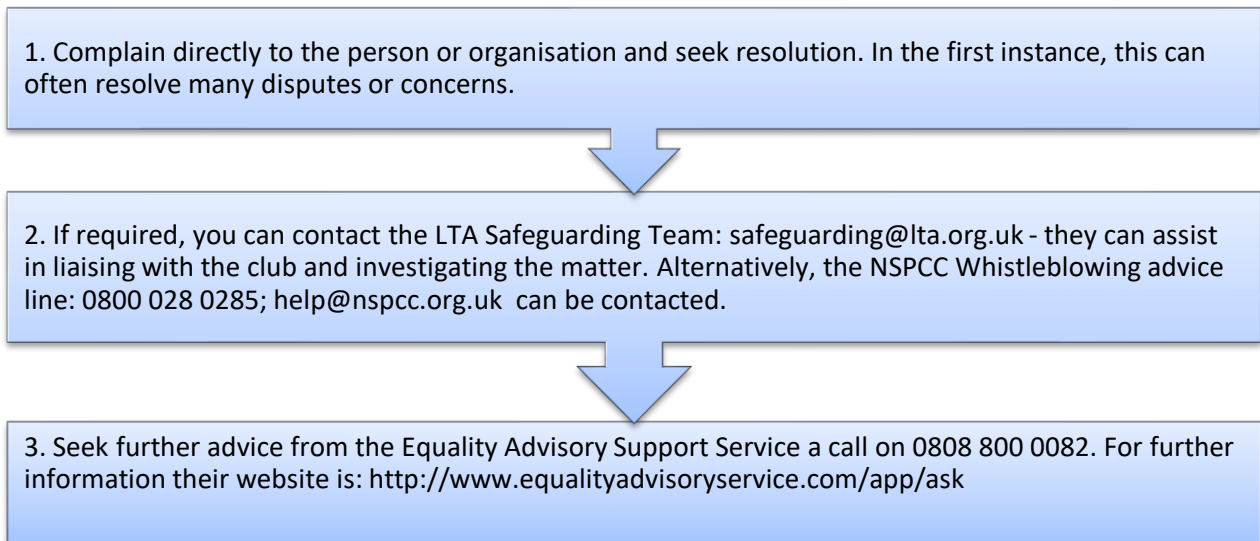 1. Complain directly to the person or organisation and seek resolution. In the first instance, this can
often resolve many disputes or concerns.
2. If required, you can contact the LTA Safeguarding Team: safeguarding@lta.org.uk - they can assist
in liaising with the club and investigating the matter. Alternatively, the NSPCC Whistleblowing advice
line: 0800 028 0285; help@nspcc.org.uk  can be contacted.
3. Seek further advice from the Equality Advisory Support Service a call on 0808 800 0082. For further
information their website is: http://www.equalityadvisoryservice.com/app/ask